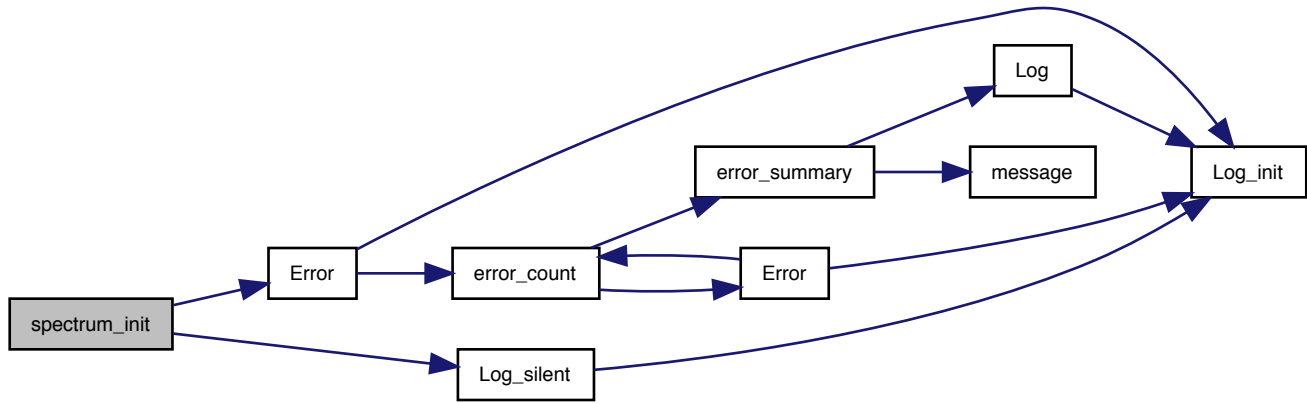 Log
error_summary
message
Log_init
Error
error_count
Error
spectrum_init
Log_silent